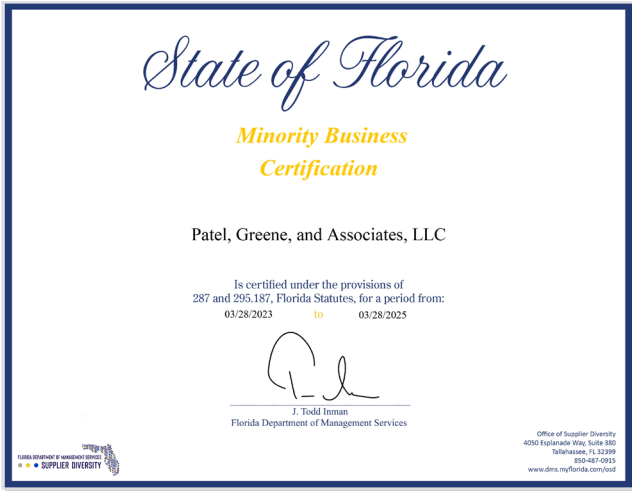 State of Florida
Minority Business
Certification
Patel, Greene, and Associates, LLC
Is certified under the provisions of
287 and 295.187, Florida Statutes, for a period from:
03/28/2023 to 03/28/2025
J. Todd Inman
Florida Department of Management Services
FLORIDA DEPARTMENT OF MANAGEMENT SERVICES
SUPPLIER DIVERSITY
Office of Supplier Diversity
4050 Esplanade Way, Suite 380
Tallahassee, FL 32399
850-487-0915
www.dms.myflorida.com/osd